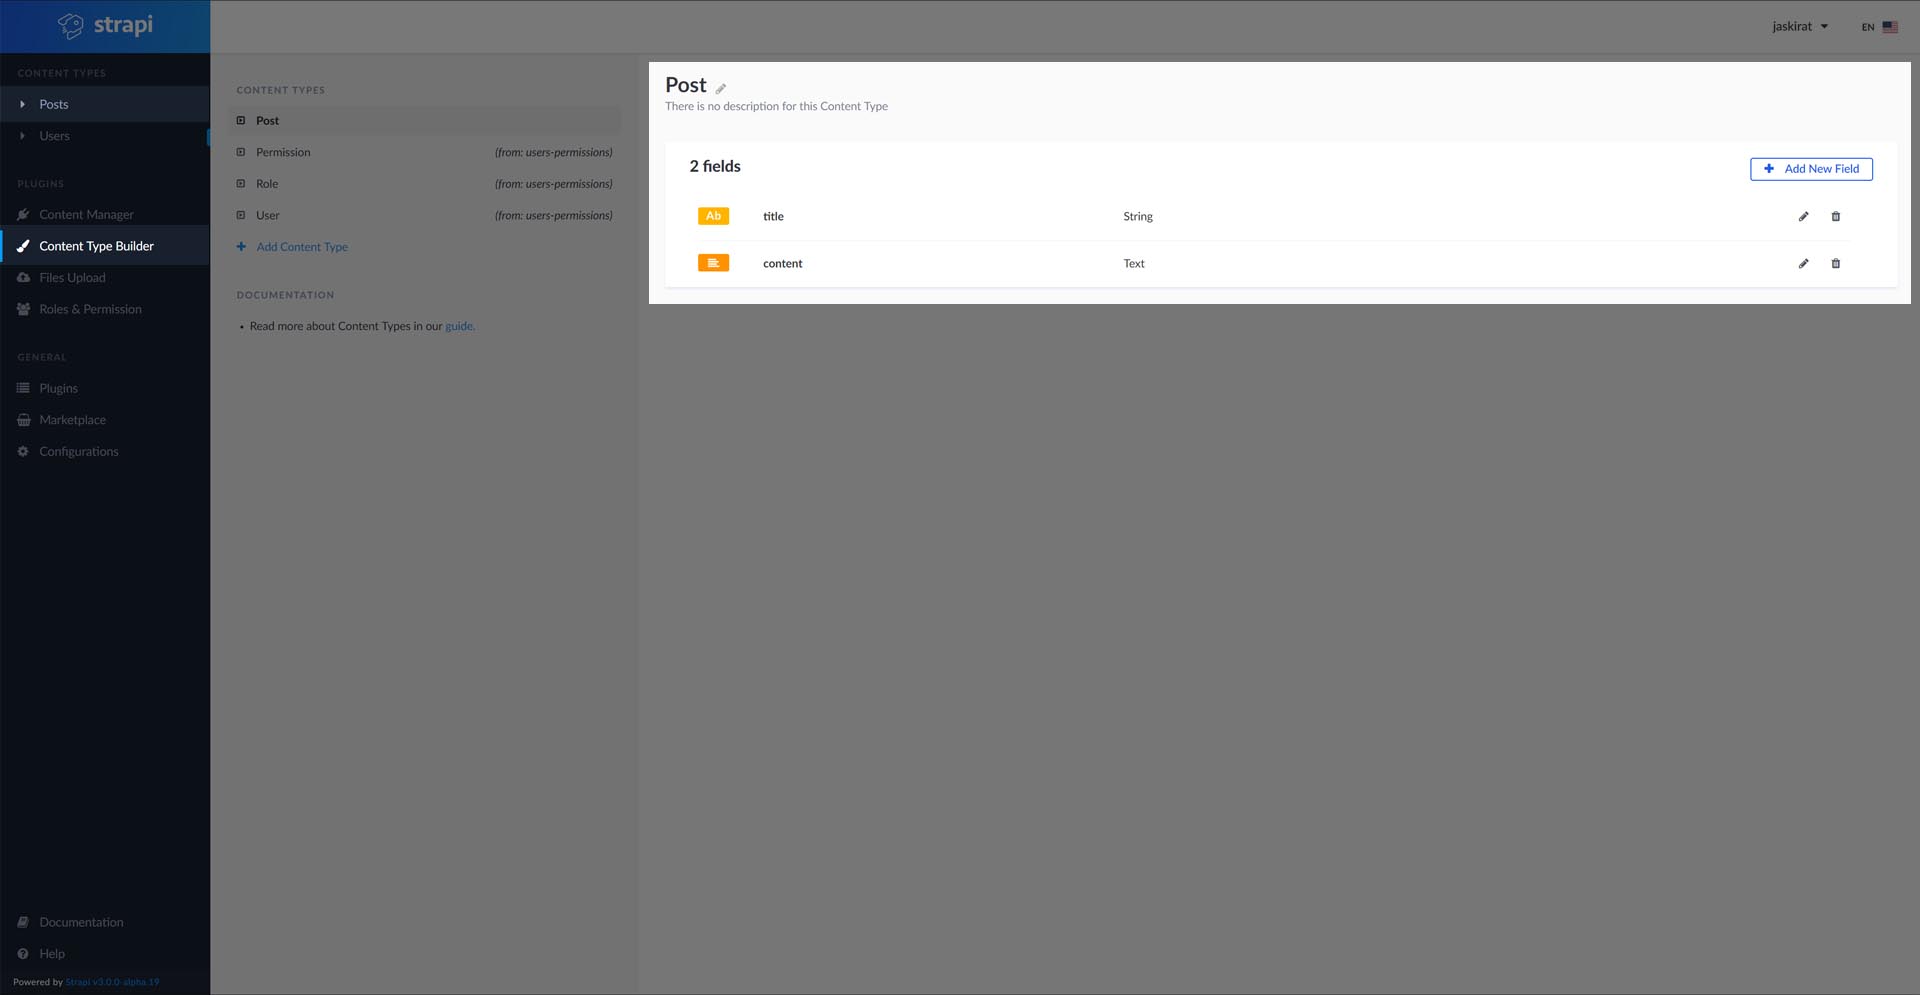 strapi
jaskirat
EN
CONTENT TYPES
Posts
Users
PLUGINS
Content Manager
Content Type Builder
Files Upload
Roles & Permission
GENERAL
Plugins
Marketplace
Configurations
Documentation
Help
Powered by Strapi v3.0.0-alpha.19
CONTENT TYPES
Post
Permission (from: users-permissions)
Role (from: users-permissions)
User (from: users-permissions)
Add Content Type
DOCUMENTATION
• Read more about Content Types in our guide.
Post
There is no description for this Content Type
2 fields
Add New Field
Ab title String
content Text